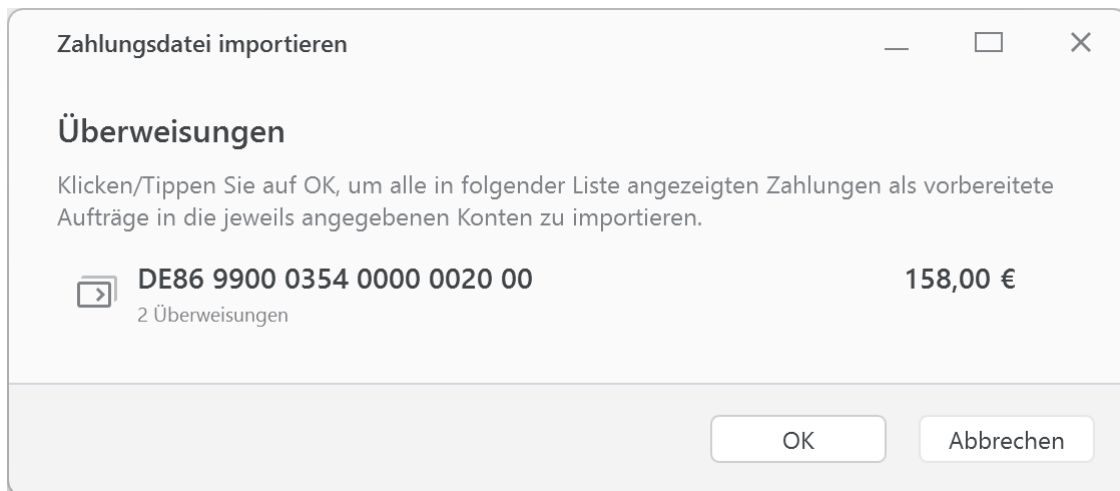 Zahlungsdatei importieren
Überweisungen
Klicken/Tippen Sie auf OK, um alle in folgender Liste angezeigten Zahlungen als vorbereitete
Aufträge in die jeweils angegebenen Konten zu importieren.
DE86 9900 0354 0000 0020 00 158,00 €
2 Überweisungen
OK Abbrechen